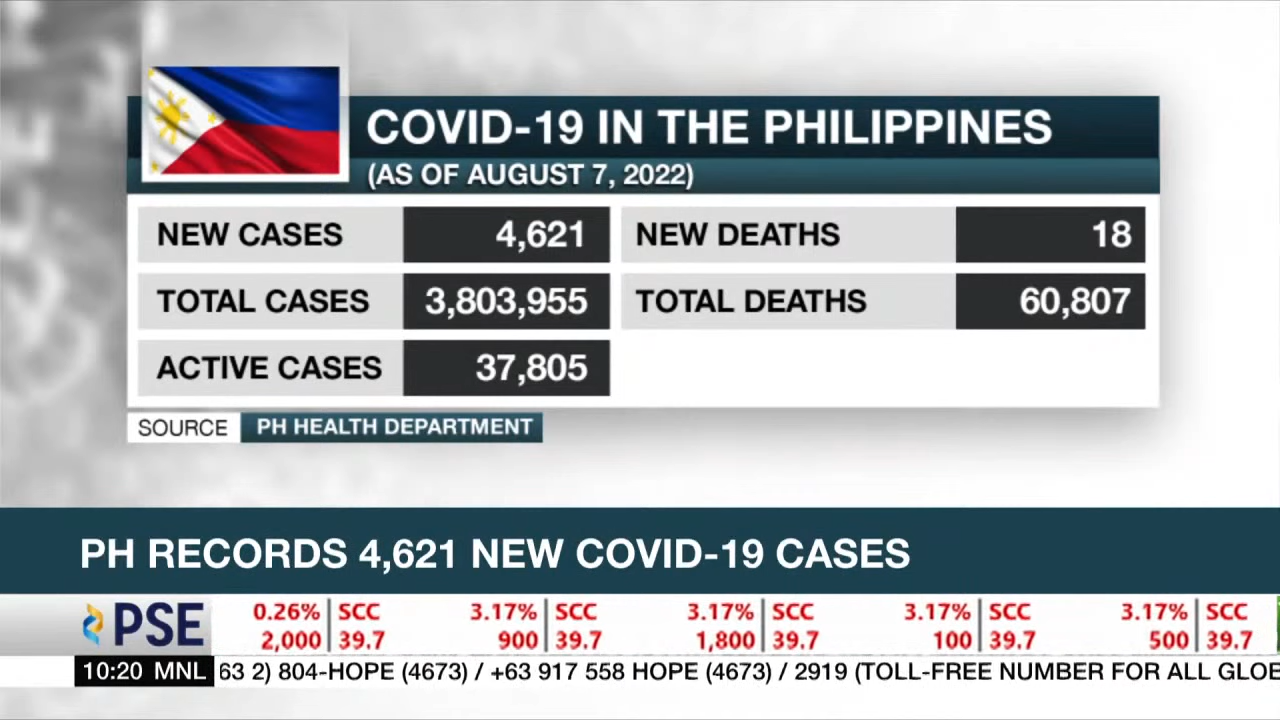 COVID-19 IN THE PHILIPPINES
(AS OF AUGUST 7, 2022)
NEW CASES 4,621 NEW DEATHS 18
TOTAL CASES 3,803,955 TOTAL DEATHS 60,807
ACTIVE CASES 37,805
SOURCE PH HEALTH DEPARTMENT
PH RECORDS 4,621 NEW COVID-19 CASES
PSE 0.26% SCC 3.17% SCC 3.17% SCC 3.17% SCC 3.17% SCC
2,000 39.7 900 39.7 1,800 39.7 100 39.7 500 39.7
10:20 MNL 63 2) 804-HOPE (4673) / +63 917 558 HOPE (4673) / 2919 (TOLL-FREE NUMBER FOR ALL GLOB